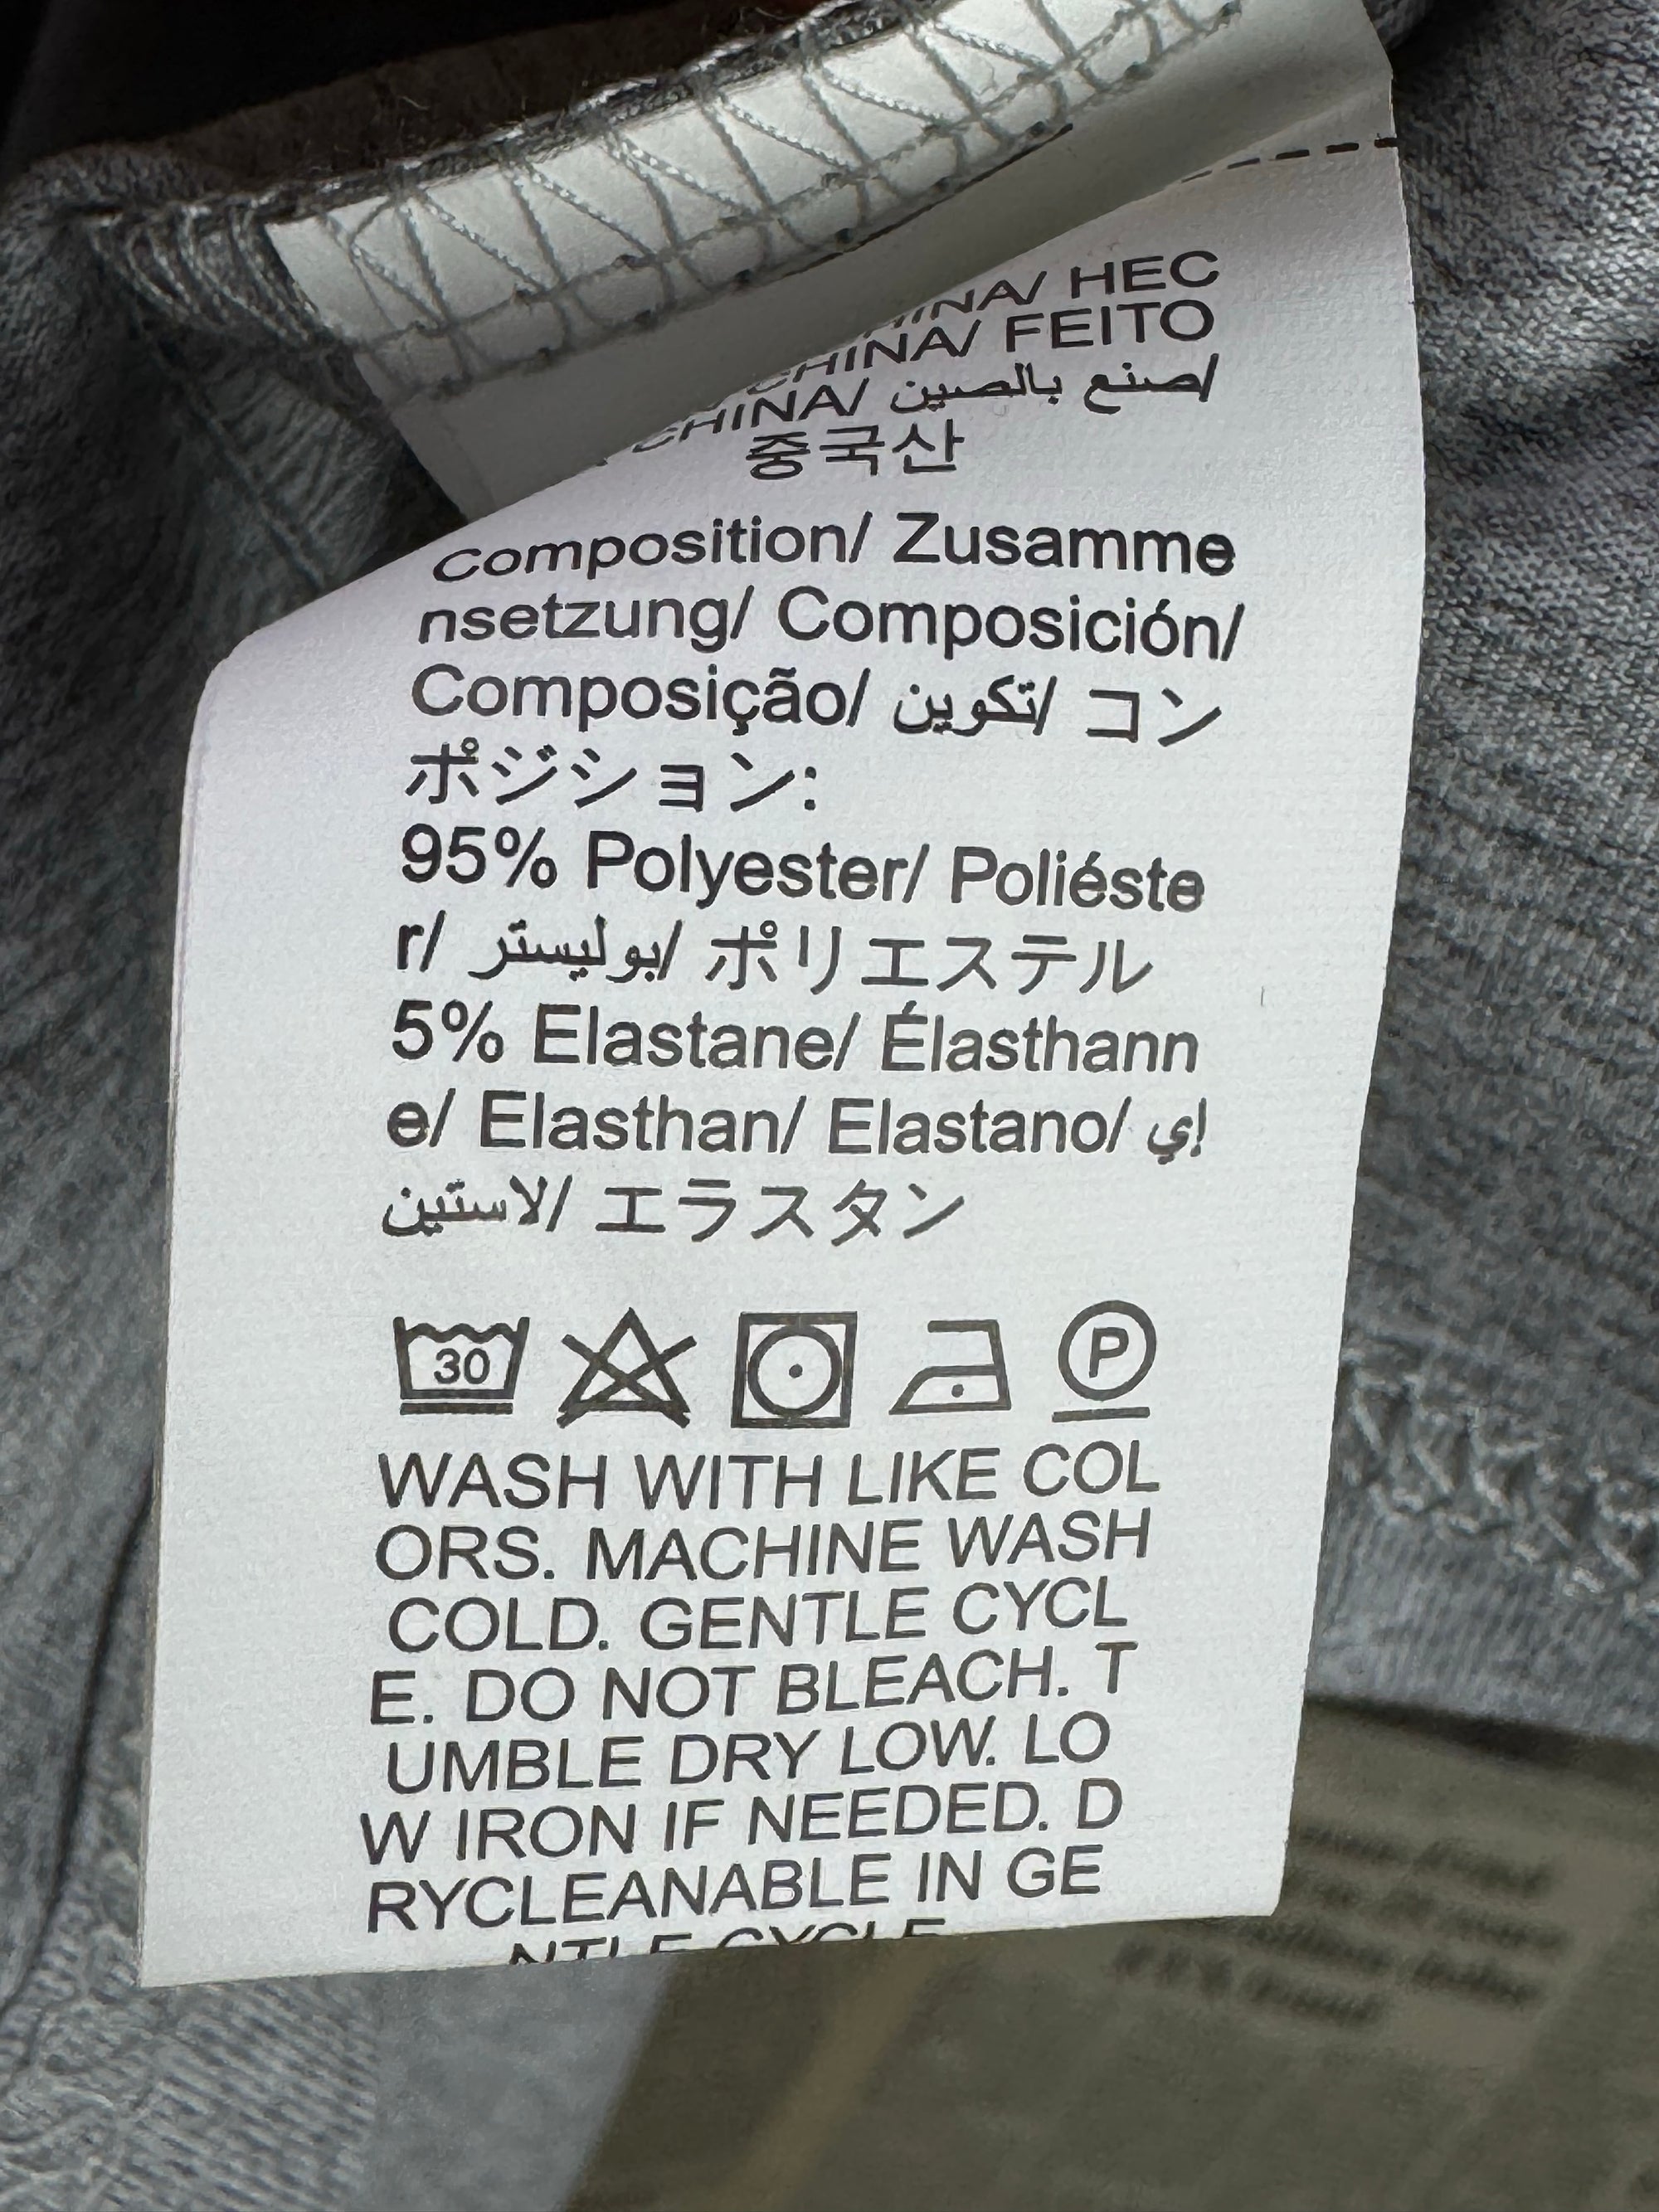 CHINA/ HEC
CHINA/ FEITO
CHINA/ صنع بالصين/
중국산
Composition/ Zusamme
nsetzung/ Composición/
Composição/ تكوين/ コン
ポジション:
95% Polyester/ Poliéste
r/ بوليستر/ ポリエステル
5% Elastane/ Élasthann
e/ Elasthan/ Elastano/ إي
لاستين/ エラスタン
30
P
WASH WITH LIKE COL
ORS. MACHINE WASH
COLD. GENTLE CYCL
E. DO NOT BLEACH. T
UMBLE DRY LOW. LO
W IRON IF NEEDED. D
RYCLEANABLE IN GE
NTLE CYCLE